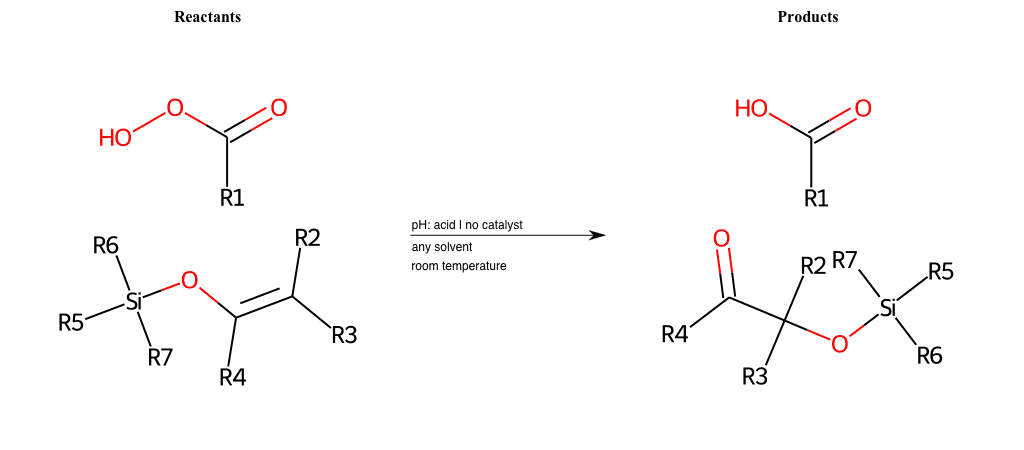 Reactants
Products
O
O
HO
R1
HO
O
R1
R6
R2
O
Si
R5
R7
R3
R4
pH: acid | no catalyst
any solvent
room temperature
O
R2
R7
R5
Si
R4
O
R6
R3